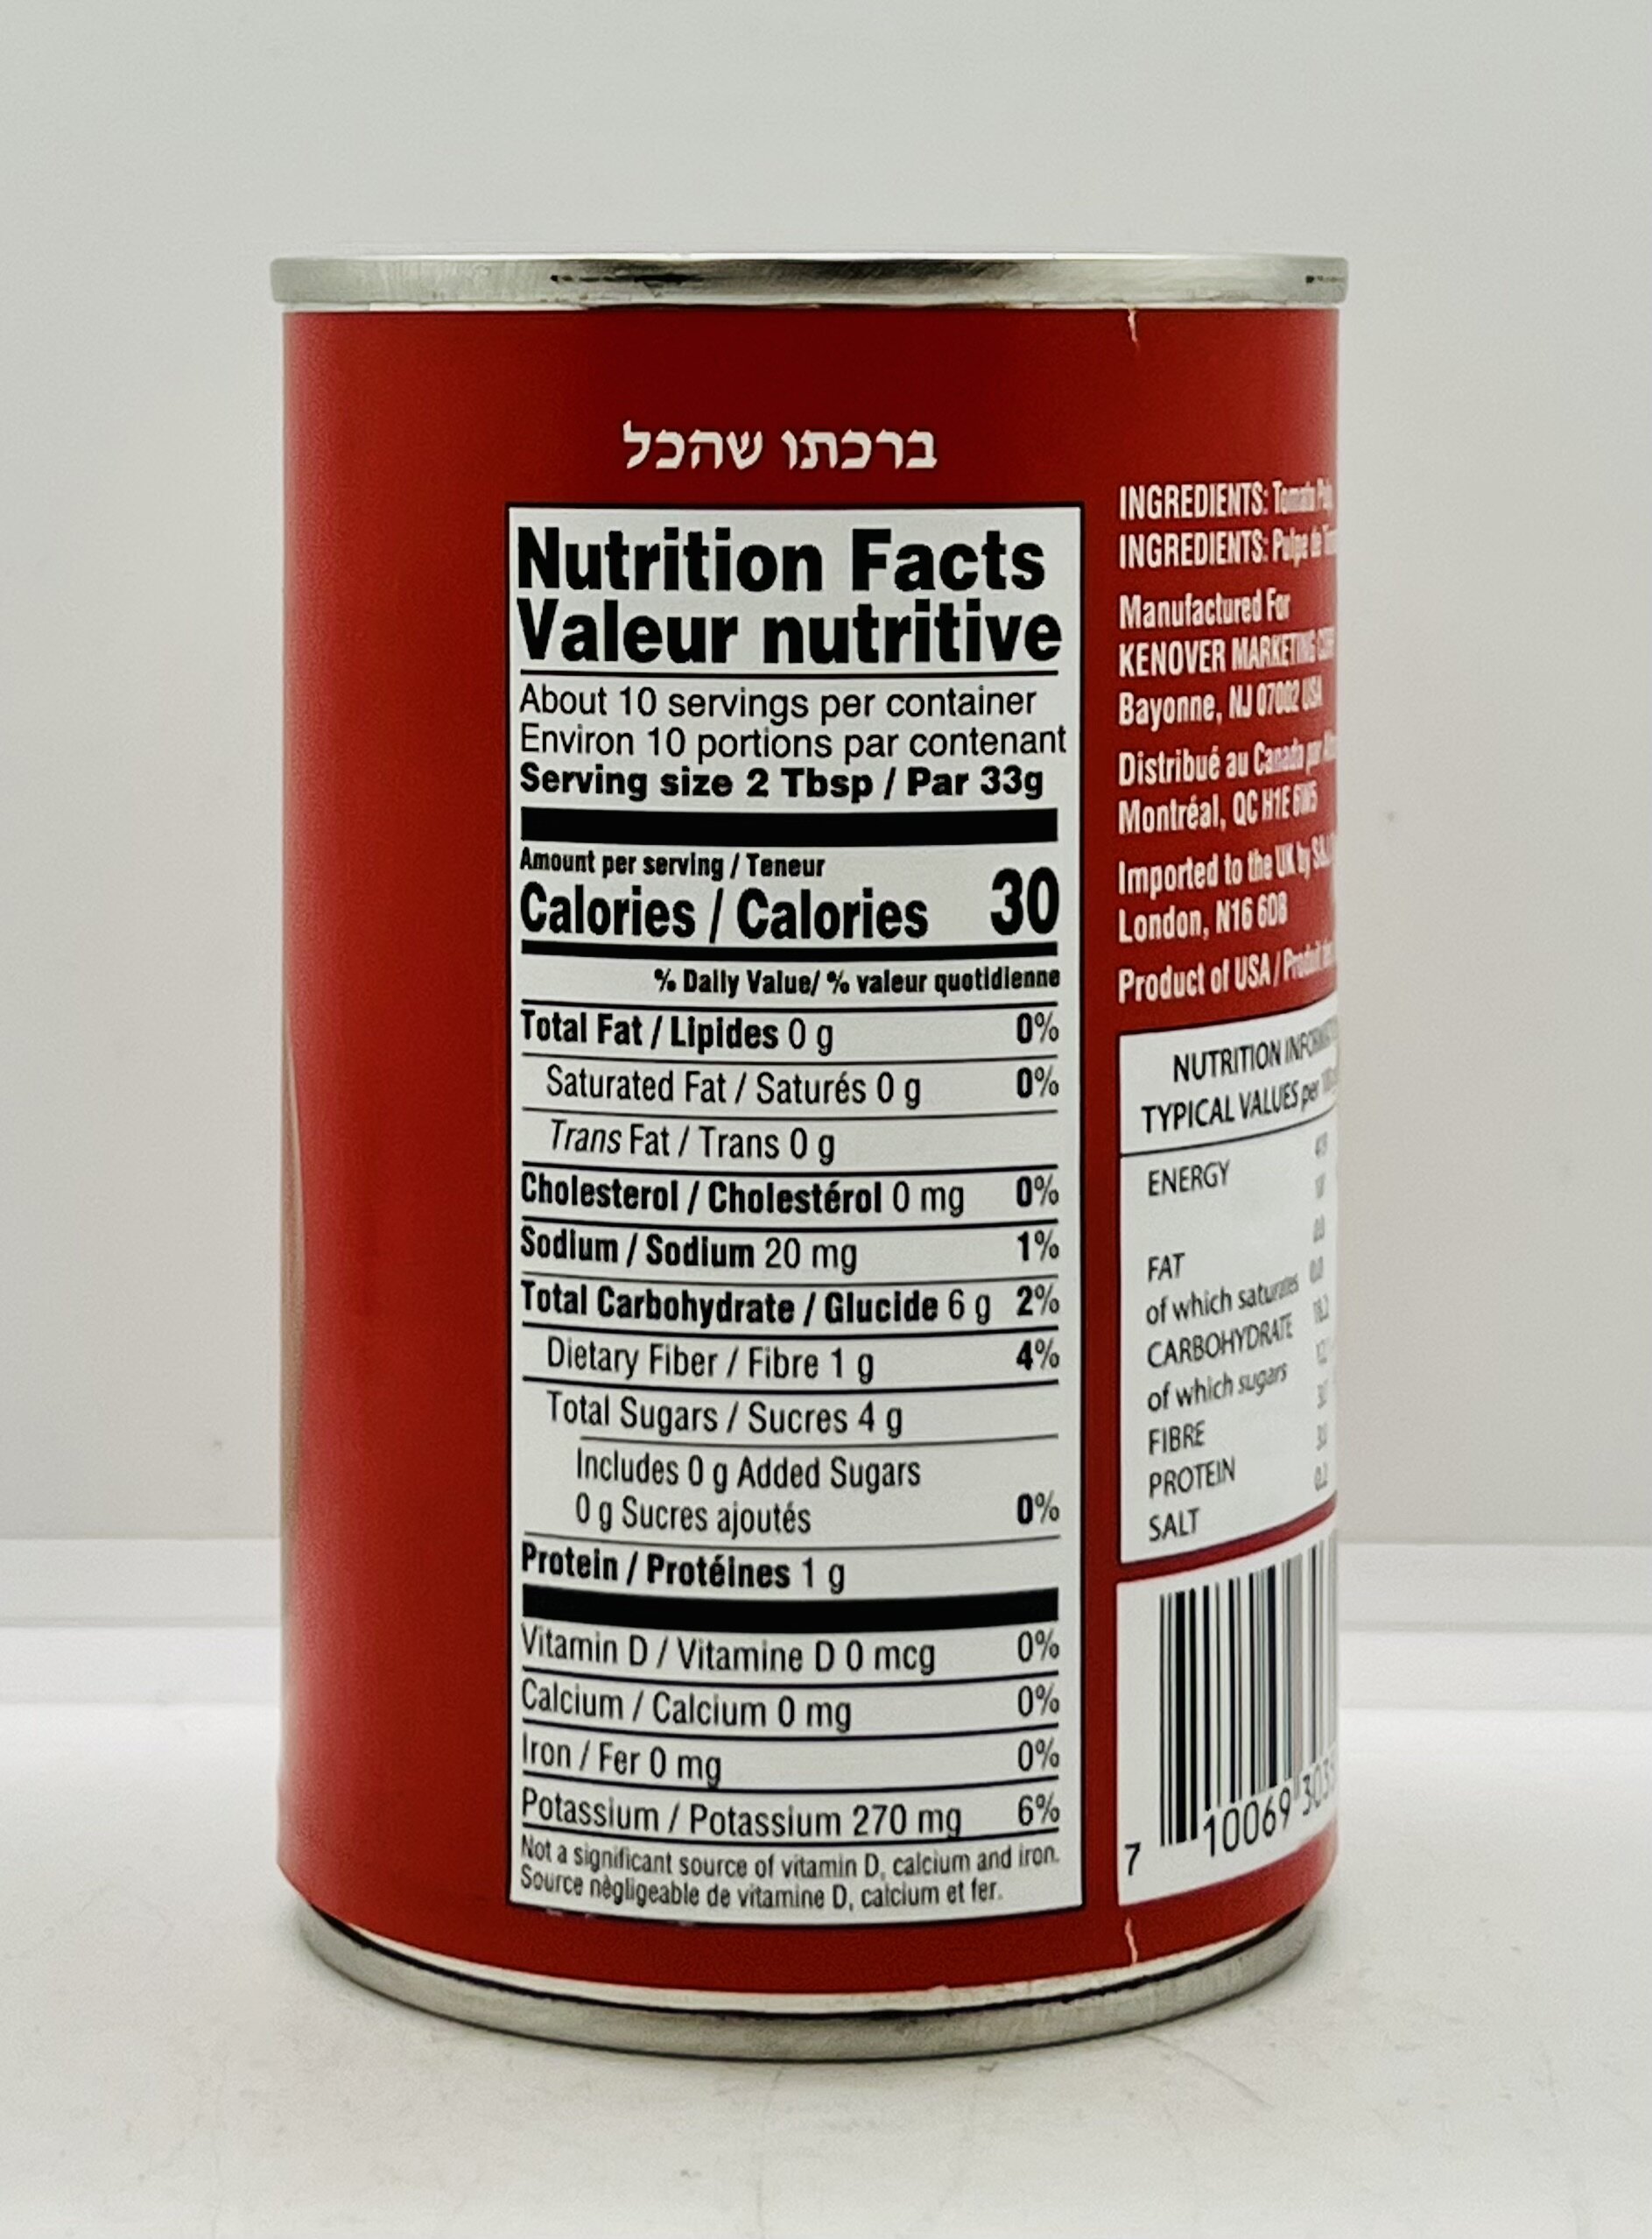 ברכתו שהכל
Nutrition Facts
Valeur nutritive
About 10 servings per container
Environ 10 portions par contenant
Serving size 2 Tbsp / Par 33g
Amount per serving / Teneur
Calories / Calories 30
% Daily Value/ % valeur quotidienne
Total Fat / Lipides 0 g 0%
Saturated Fat / Saturés 0 g 0%
Trans Fat / Trans 0 g
Cholesterol / Cholestérol 0 mg 0%
Sodium / Sodium 20 mg 1%
Total Carbohydrate / Glucide 6 g 2%
Dietary Fiber / Fibre 1 g 4%
Total Sugars / Sucres 4 g
Includes 0 g Added Sugars
0 g Sucres ajoutés 0%
Protein / Protéines 1 g
Vitamin D / Vitamine D 0 mcg 0%
Calcium / Calcium 0 mg 0%
Iron / Fer 0 mg 0%
Potassium / Potassium 270 mg 6%
Not a significant source of vitamin D, calcium and iron.
Source nègligeable de vitamine D, calcium et fer.
INGREDIENTS: Tomato
INGREDIENTS: Pulpe de
Manufactured For
KENOVER MARKETING
Bayonne, NJ 07002 USA
Distribué au Canada par
Montréal, QC H1E 6W5
Imported to the UK by
London, N16 6DB
Product of USA /
NUTRITION
TYPICAL VALUES per
ENERGY
FAT
of which saturates
CARBOHYDRATE
of which sugars
FIBRE
PROTEIN
SALT
7 10069